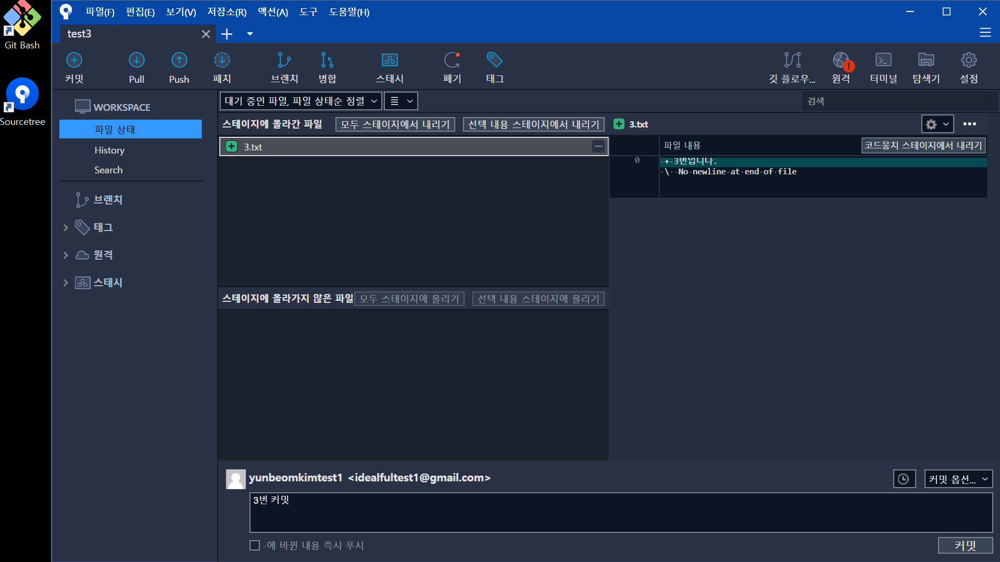 Git Bash
Sourcetree
파일(F) 편집(E) 보기(V) 저장소(R) 액션(A) 도구 도움말(H)
test3
커밋 Pull Push 패치 브랜치 병합 스태시 폐기 태그 깃 플로우... 원격 터미널 탐색기 설정
WORKSPACE
파일 상태
History
Search
브랜치
태그
원격
스태시
대기 중인 파일, 파일 상태순 정렬
검색
스테이지에 올라간 파일 모두 스테이지에서 내리기 선택 내용 스테이지에서 내리기
3.txt
3.txt
파일 내용 코드뭉치 스테이지에서 내리기
0 + 3번입니다.
\ No newline at end of file
스테이지에 올라가지 않은 파일 모두 스테이지에 올리기 선택 내용 스테이지에 올리기
yunbeomkimtest1 <idealfultest1@gmail.com>
커밋 옵션...
3번 커밋
-에 바뀐 내용 즉시 푸시
커밋